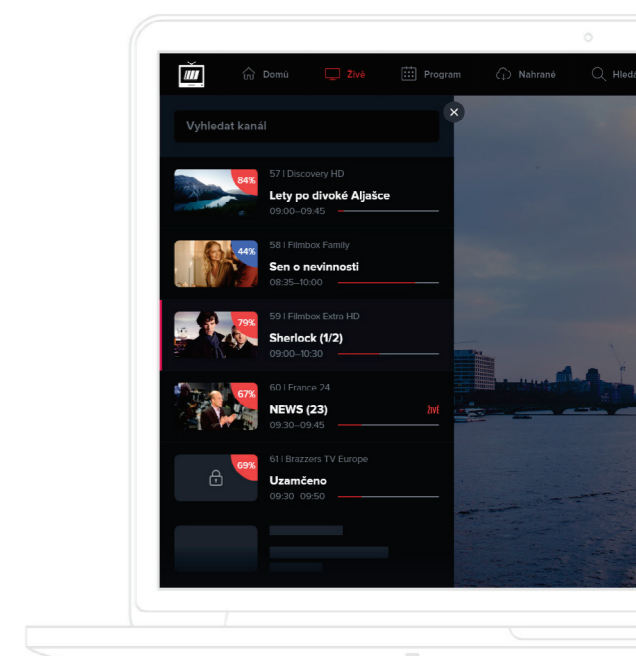 Domů
Živě
Program
Nahrané
Vyhledat kanál
84%
57 | Discovery HD
Lety po divoké Aljašce
09:00–09:45
44%
58 | Filmbox Family
Sen o nevinnosti
08:35–10:00
79%
59 | Filmbox Extro HD
Sherlock (1/2)
09:00–10:30
67%
60 | France 24
NEWS (23)
ŽIVĚ
09:30–09:45
69%
61 | Brazzers TV Europe
Uzamčeno
09:30 09:50